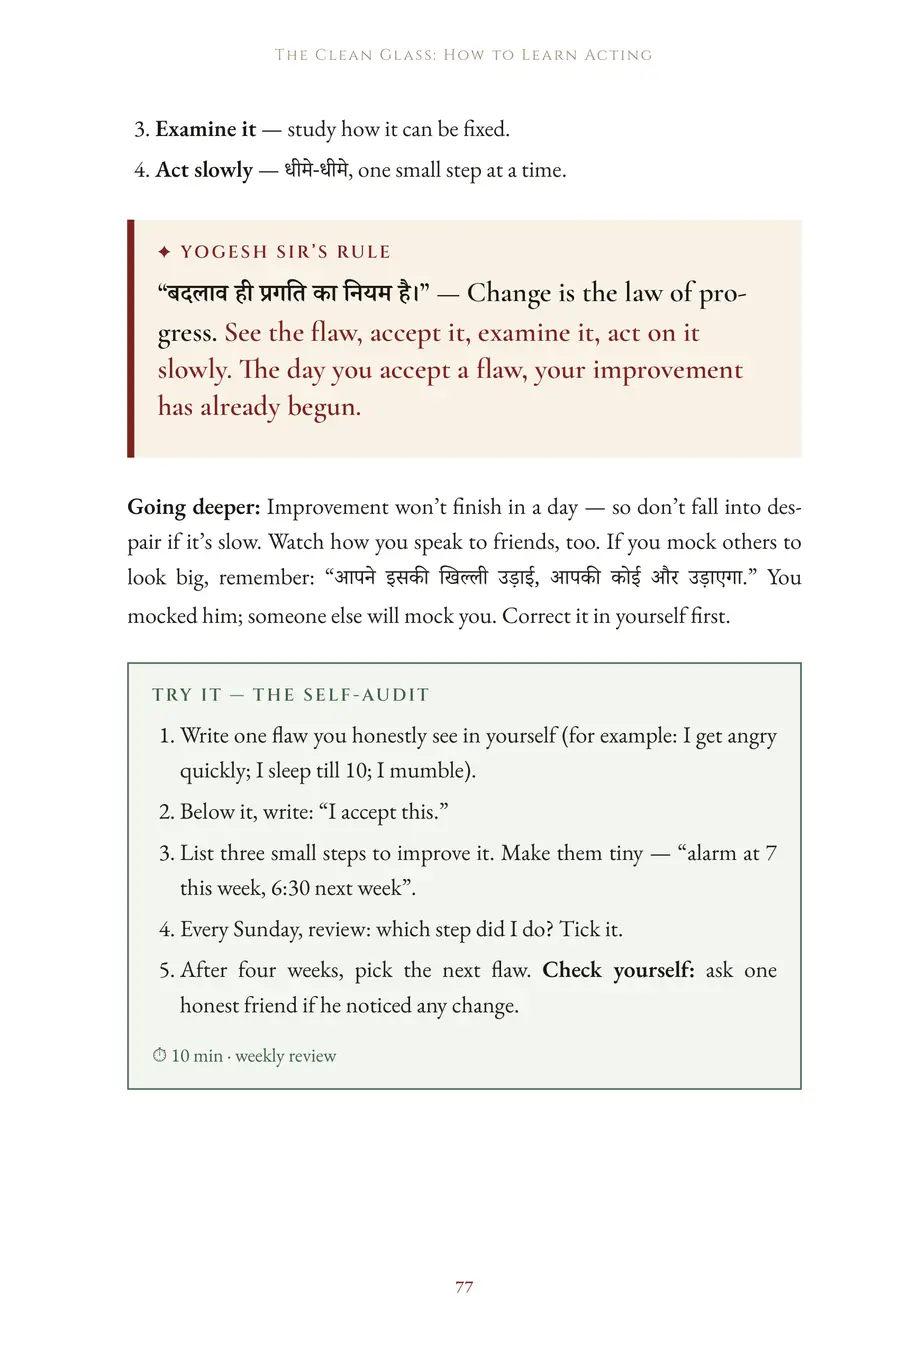 The Clean Glass: How to Learn Acting
3. Examine it — study how it can be fixed.
4. Act slowly — धीमे-धीमे, one small step at a time.
✦ YOGESH SIR’S RULE
“बदलाव ही प्रगति का नियम है।” — Change is the law of pro-
gress. See the flaw, accept it, examine it, act on it
slowly. The day you accept a flaw, your improvement
has already begun.
Going deeper: Improvement won’t finish in a day — so don’t fall into des-
pair if it’s slow. Watch how you speak to friends, too. If you mock others to
look big, remember: “आपने इसकी खिल्ली उड़ाई, आपकी कोई और उड़ाएगा.” You
mocked him; someone else will mock you. Correct it in yourself first.
TRY IT — THE SELF-AUDIT
1. Write one flaw you honestly see in yourself (for example: I get angry
quickly; I sleep till 10; I mumble).
2. Below it, write: “I accept this.”
3. List three small steps to improve it. Make them tiny — “alarm at 7
this week, 6:30 next week”.
4. Every Sunday, review: which step did I do? Tick it.
5. After four weeks, pick the next flaw. Check yourself: ask one
honest friend if he noticed any change.
⏱ 10 min · weekly review
77